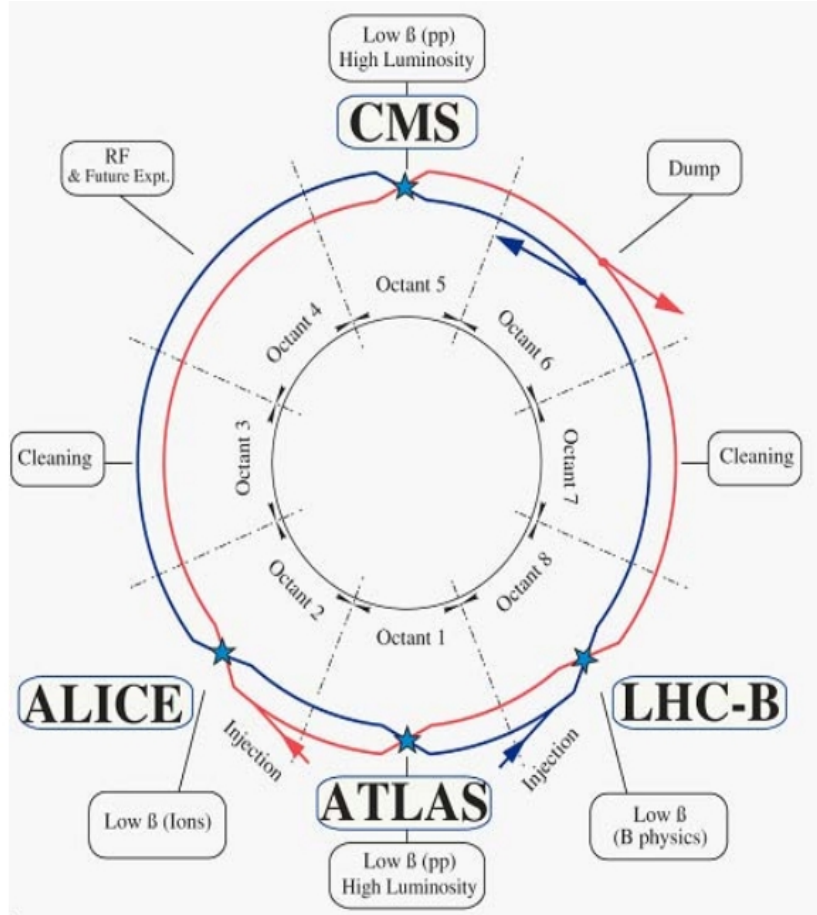 Low ß (pp)
High Luminosity
CMS
RF
& Future Expt.
Dump
Octant 5
Octant 4
Octant 6
Cleaning
Octant 3
Octant 7
Cleaning
Octant 2
Octant 8
Octant 1
ALICE
LHC-B
Injection
Injection
ATLAS
Low ß (Ions)
Low ß
(B physics)
Low ß (pp)
High Luminosity